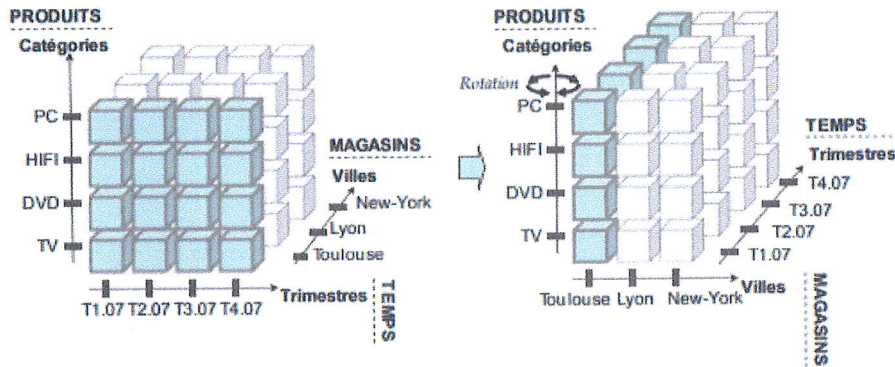 PRODUITS
Catégories
PC
HIFI
DVD
TV
T1.07 T2.07 T3.07 T4.07
Trimestres
TEMPS
MAGASINS
Villes
New-York
Lyon
Toulouse
PRODUITS
Catégories
Rotation
PC
HIFI
DVD
TV
Toulouse Lyon New-York
Villes
MAGASINS
TEMPS
Trimestres
T4.07
T3.07
T2.07
T1.07